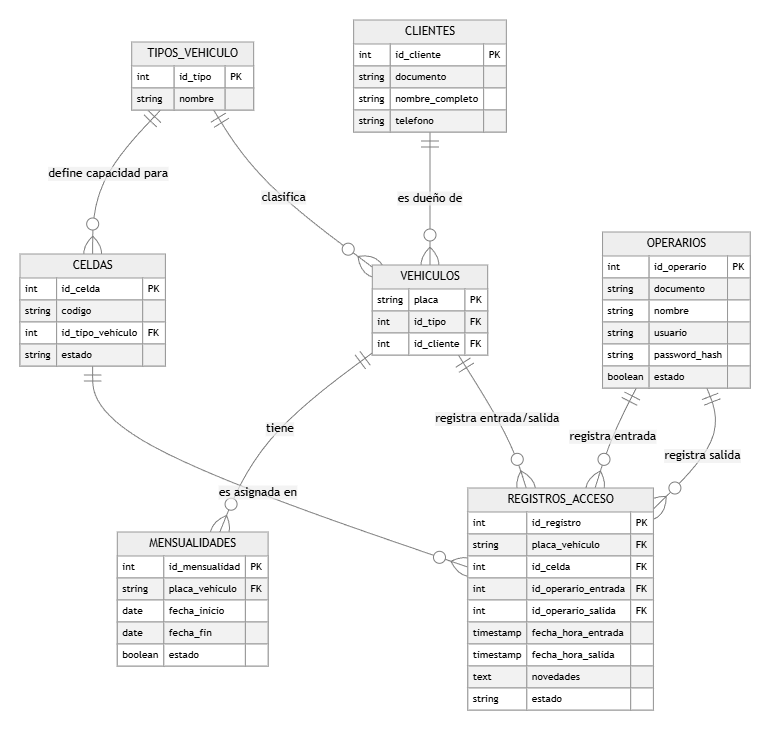 CLIENTES
int id_cliente PK
string documento
string nombre_completo
string telefono
TIPOS_VEHICULO
int id_tipo PK
string nombre
define capacidad para
clasifica
es dueño de
OPERARIOS
int id_operario PK
string documento
string nombre
string usuario
string password_hash
boolean estado
CELDAS
int id_celda PK
string codigo
int id_tipo_vehiculo FK
string estado
VEHICULOS
string placa PK
int id_tipo FK
int id_cliente FK
tiene
registra entrada/salida
registra entrada
registra salida
es asignada en
MENSUALIDADES
int id_mensualidad PK
string placa_vehiculo FK
date fecha_inicio
date fecha_fin
boolean estado
REGISTROS_ACCESO
int id_registro PK
string placa_vehiculo FK
int id_celda FK
int id_operario_entrada FK
int id_operario_salida FK
timestamp fecha_hora_entrada
timestamp fecha_hora_salida
text novedades
string estado